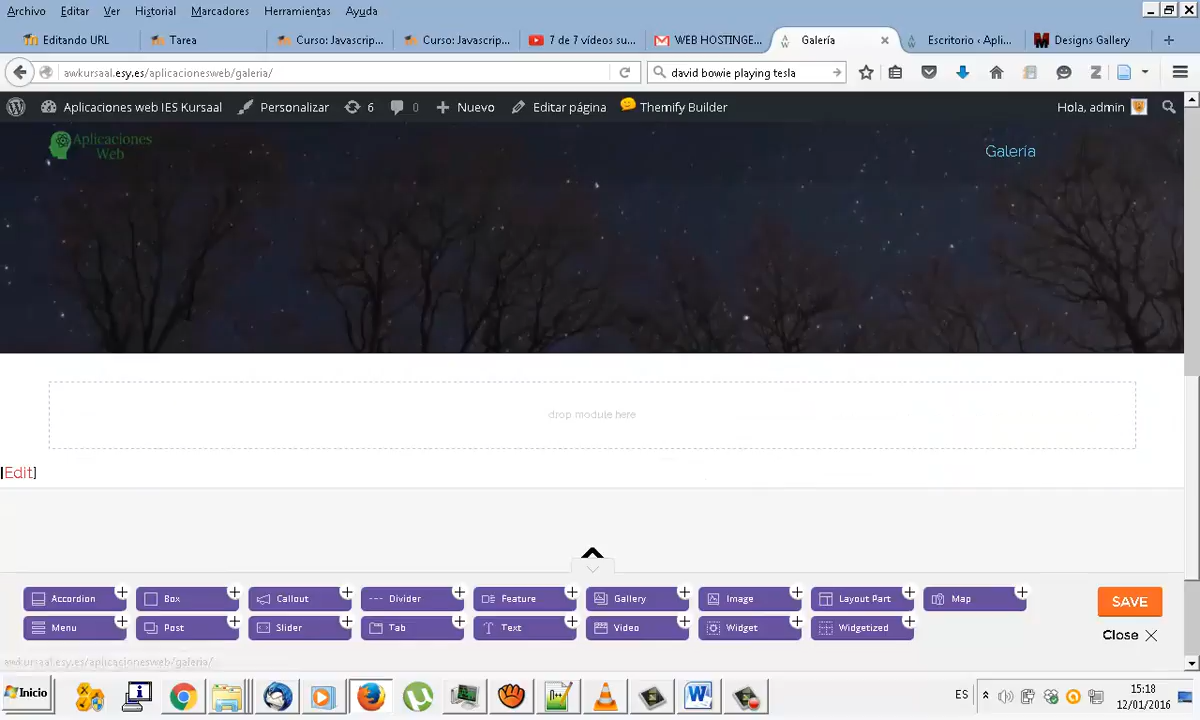 Archivo Editar Ver Historial Marcadores Herramientas Ayuda
Editando URL Tarea Curso: Javascrip... Curso: Javascrip... 7 de 7 vídeos su... WEB HOSTINGE... Galería Escritorio ‹ Apli... Designs Gallery
awkursaal.esy.es/aplicacionesweb/galeria/ david bowie playing tesla
Aplicaciones web IES Kursaal Personalizar 6 0 Nuevo Editar página Themify Builder Hola, admin
Aplicaciones
Web
Galería
drop module here
[Edit]
Accordion Box Callout Divider Feature Gallery Image Layout Part Map
SAVE
Menu Post Slider Tab Text Video Widget Widgetized
Close
awkursaal.esy.es/aplicacionesweb/galeria/
Inicio ES 15:18
12/01/2016